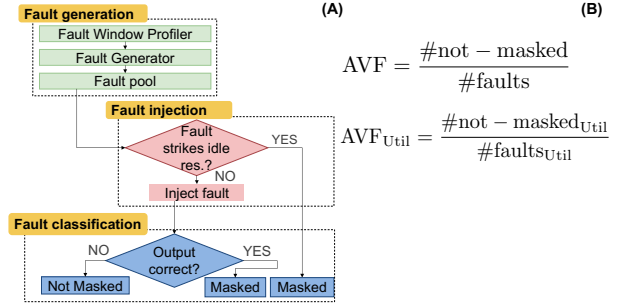 Fault generation
(A)
(B)
Fault Window Profiler
Fault Generator
Fault pool
Fault injection
Fault
strikes idle
res.?
YES
NO
Inject fault
Fault classification
NO
YES
Output
correct?
Not Masked
Masked
Masked
AVF = #not − masked / #faults
AVF_Util = #not − masked_Util / #faults_Util